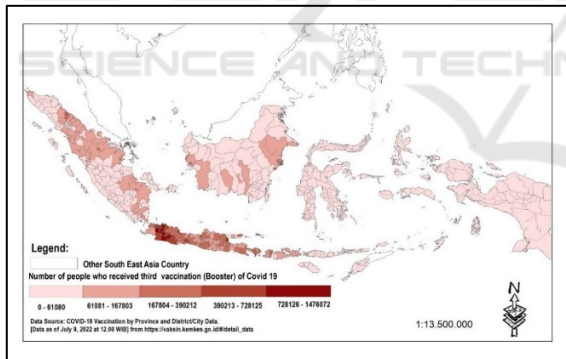 SCIENCE AND TECHN
Legend:
Other South East Asia Country
Number of people who received third vaccination (Booster) of Covid 19
0 - 61080 61081 - 167803 167804 - 390212 390213 - 728125 728126 - 1476072
Data Source: COVID-19 Vaccination by Province and District/City Data.
[Data as of July 9, 2022 at 12.00 WIB] from https://vaksin.kemkes.go.id/#/detail_data
N
1:13.500.000